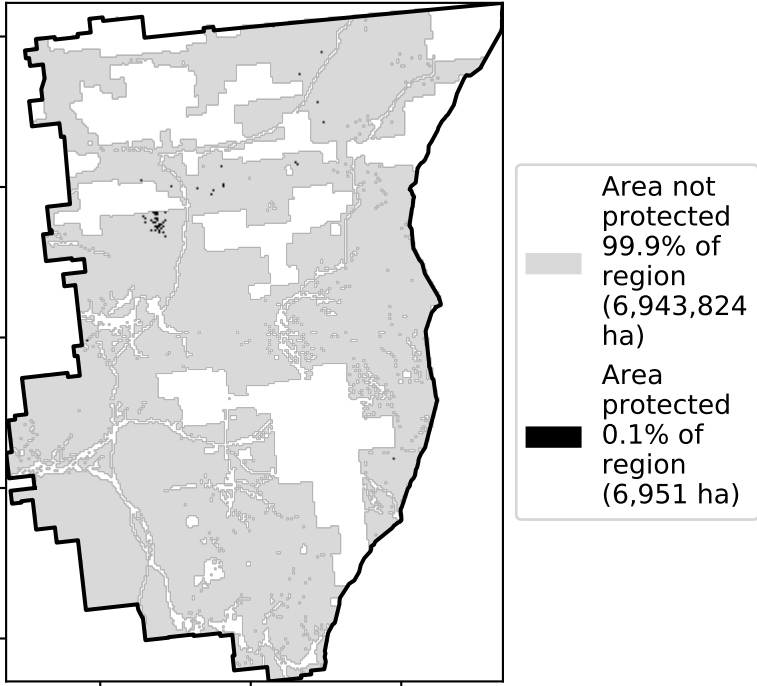 Area not
protected
99.9% of
region
(6,943,824
ha)
Area
protected
0.1% of
region
(6,951 ha)